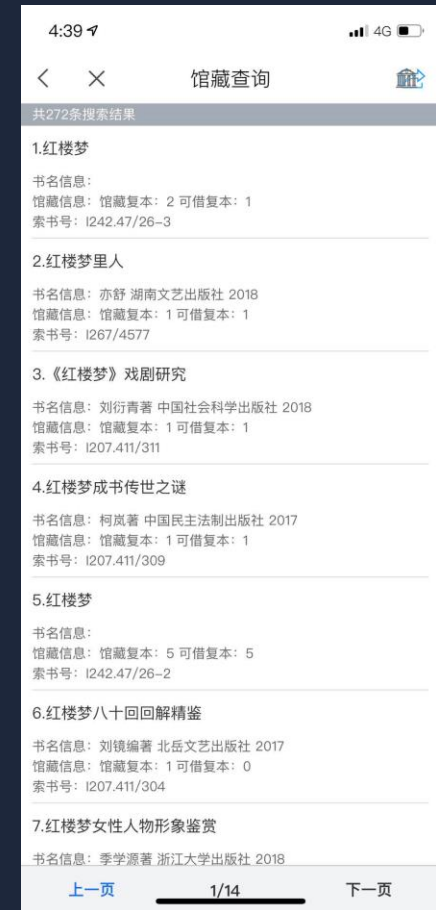 4:39
4G
馆藏查询
共272条搜索结果
1.红楼梦
书名信息：
馆藏信息：馆藏复本：2 可借复本：1
索书号：I242.47/26-3
2.红楼梦里人
书名信息：亦舒 湖南文艺出版社 2018
馆藏信息：馆藏复本：1 可借复本：1
索书号：I267/4577
3.《红楼梦》戏剧研究
书名信息：刘衍青著 中国社会科学出版社 2018
馆藏信息：馆藏复本：1 可借复本：1
索书号：I207.411/311
4.红楼梦成书传世之谜
书名信息：柯岚著 中国民主法制出版社 2017
馆藏信息：馆藏复本：1 可借复本：1
索书号：I207.411/309
5.红楼梦
书名信息：
馆藏信息：馆藏复本：5 可借复本：5
索书号：I242.47/26-2
6.红楼梦八十回回解精鉴
书名信息：刘镜编著 北岳文艺出版社 2017
馆藏信息：馆藏复本：1 可借复本：0
索书号：I207.411/304
7.红楼梦女性人物形象鉴赏
书名信息：季学源著 浙江大学出版社 2018
上一页 1/14 下一页